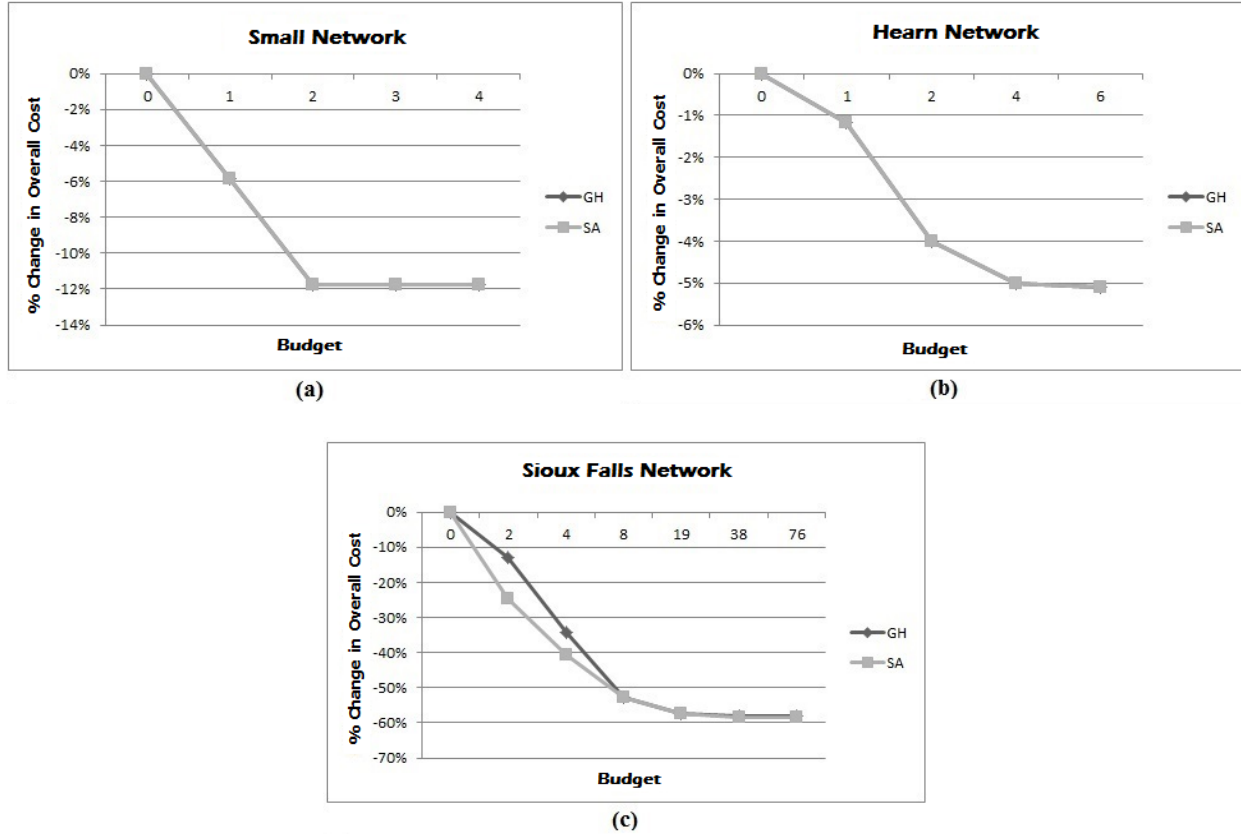 Small Network
0%
0 1 2 3 4
-2%
-4%
-6%
-8%
-10%
-12%
-14%
% Change in Overall Cost
Budget
GH
SA
(a)
Hearn Network
0%
0 1 2 4 6
-1%
-2%
-3%
-4%
-5%
-6%
% Change in Overall Cost
Budget
GH
SA
(b)
Sioux Falls Network
0%
0 2 4 8 19 38 76
-10%
-20%
-30%
-40%
-50%
-60%
-70%
% Change in Overall Cost
Budget
GH
SA
(c)